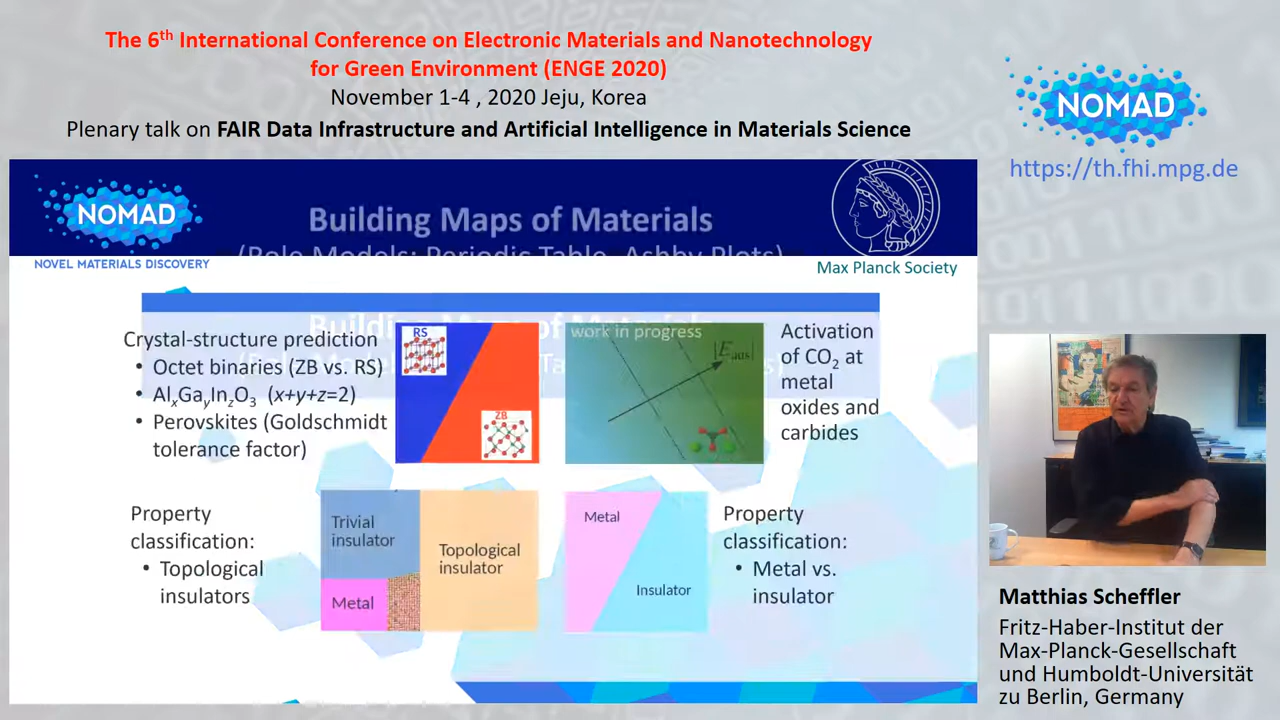 The 6th International Conference on Electronic Materials and Nanotechnology
for Green Environment (ENGE 2020)
November 1-4 , 2020 Jeju, Korea
Plenary talk on FAIR Data Infrastructure and Artificial Intelligence in Materials Science
NOMAD
https://th.fhi.mpg.de
NOMAD
NOVEL MATERIALS DISCOVERY
Building Maps of Materials
(Role Models: Periodic Table, Ashby Plots)
Max Planck Society
Building Maps of Materials
Crystal-structure prediction
• Octet binaries (ZB vs. RS)
• AlxGayInzO3 (x+y+z=2)
• Perovskites (Goldschmidt
tolerance factor)
RS
ZB
work in progress
|Eads|
Activation
of CO2 at
metal
oxides and
carbides
Property
classification:
• Topological
insulators
Trivial
insulator
Metal
Topological
insulator
Metal
Insulator
Property
classification:
• Metal vs.
insulator
Matthias Scheffler
Fritz-Haber-Institut der
Max-Planck-Gesellschaft
und Humboldt-Universität
zu Berlin, Germany